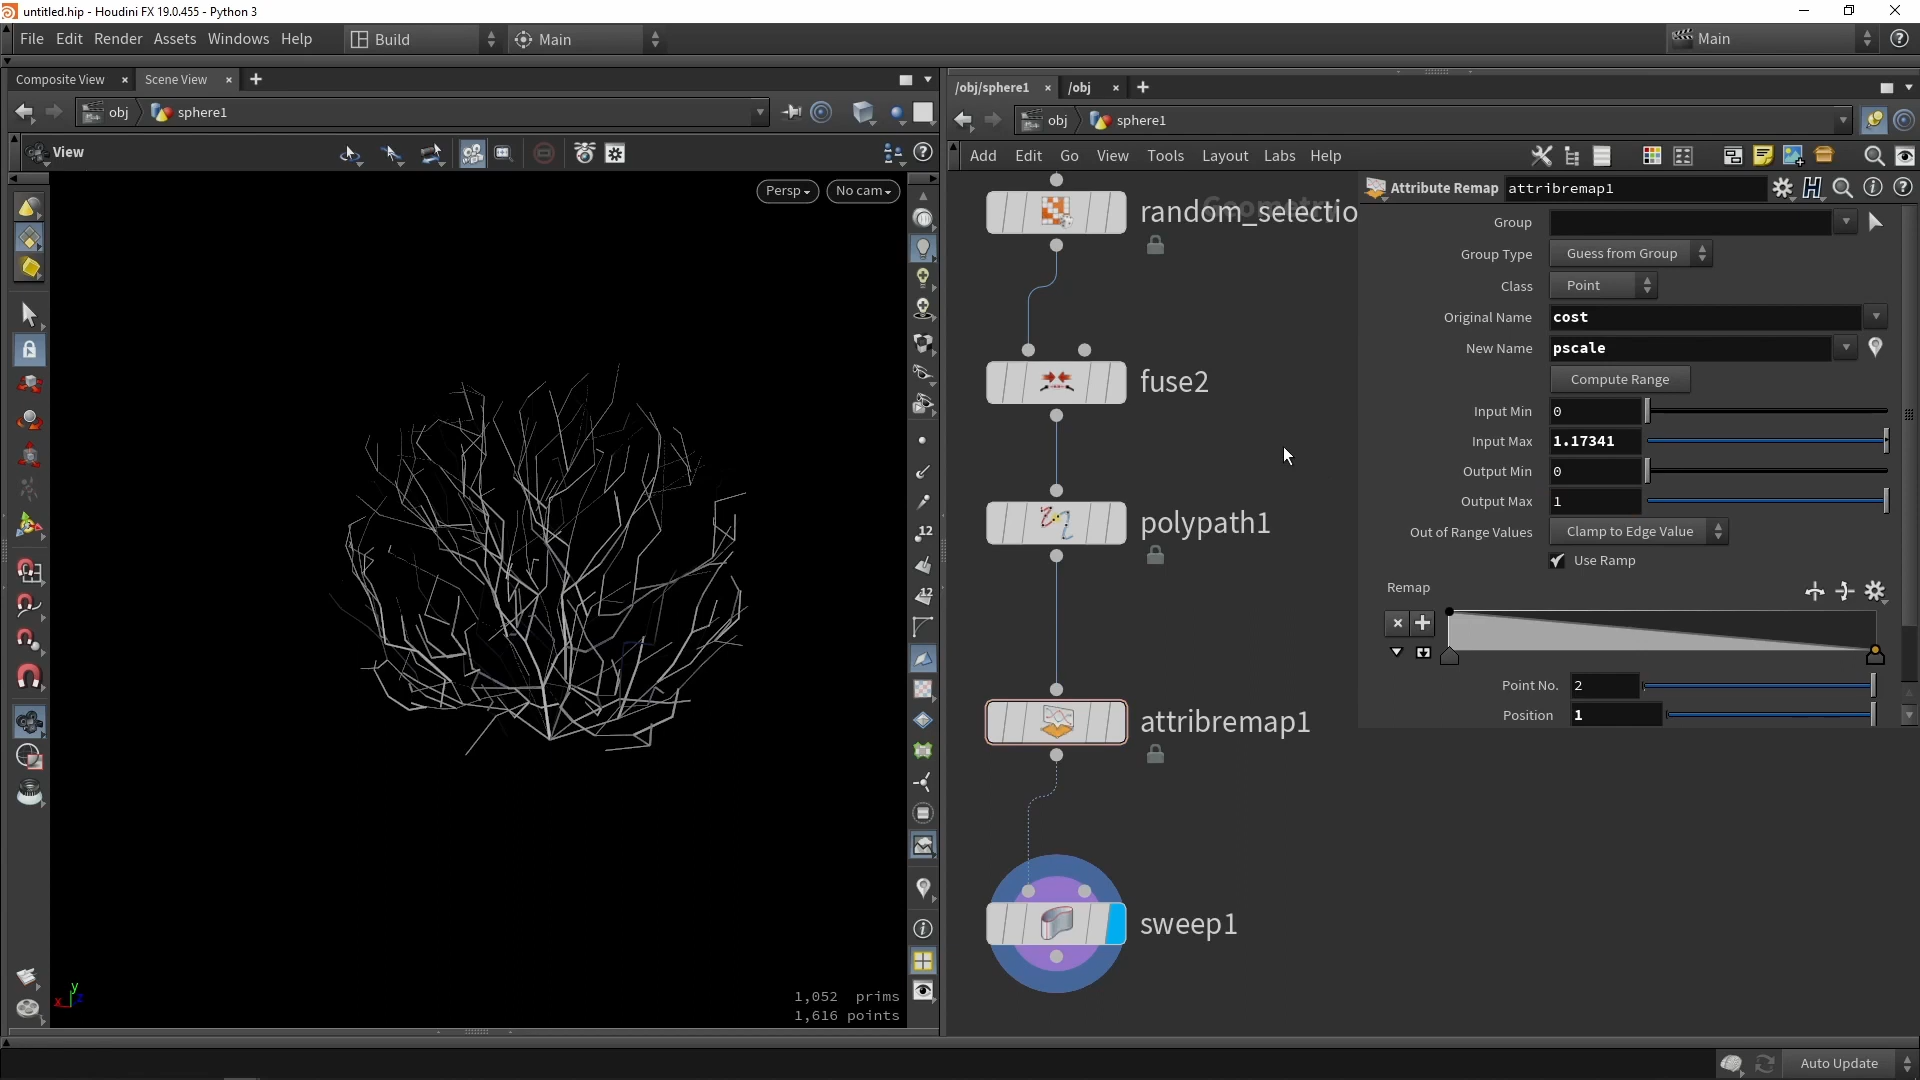 untitled.hip - Houdini FX 19.0.455 - Python 3
File Edit Render Assets Windows Help
Build
Main
Main
Composite View
Scene View
obj
sphere1
View
Persp
No cam
12
12
1,052 prims
1,616 points
y
x
z
/obj/sphere1
/obj
obj
sphere1
Add Edit Go View Tools Layout Labs Help
Geometry
random_selectio
fuse2
polypath1
attribremap1
sweep1
Attribute Remap attribremap1
Group
Group Type Guess from Group
Class Point
Original Name cost
New Name pscale
Compute Range
Input Min 0
Input Max 1.17341
Output Min 0
Output Max 1
Out of Range Values Clamp to Edge Value
Use Ramp
Remap
Point No. 2
Position 1
Auto Update